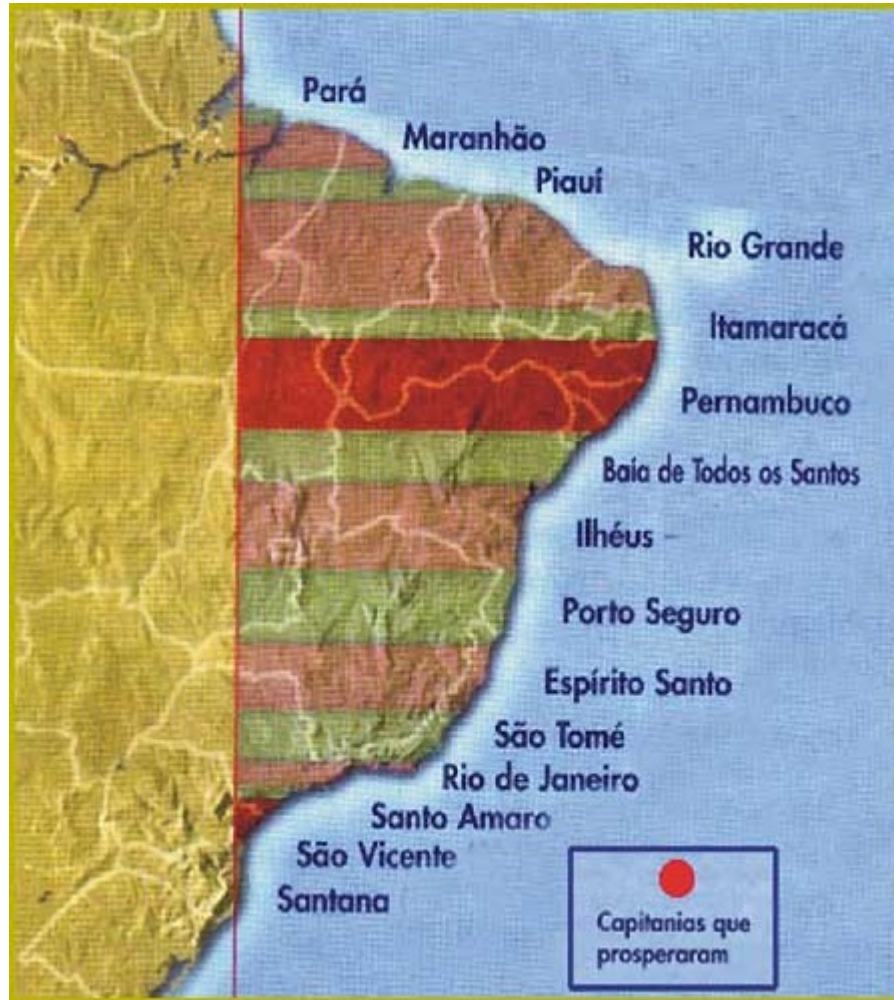 Pará
Maranhão
Piauí
Rio Grande
Itamaracá
Pernambuco
Baía de Todos os Santos
Ilhéus
Porto Seguro
Espírito Santo
São Tomé
Rio de Janeiro
Santo Amaro
São Vicente
Santana
Capitanias que
prosperaram